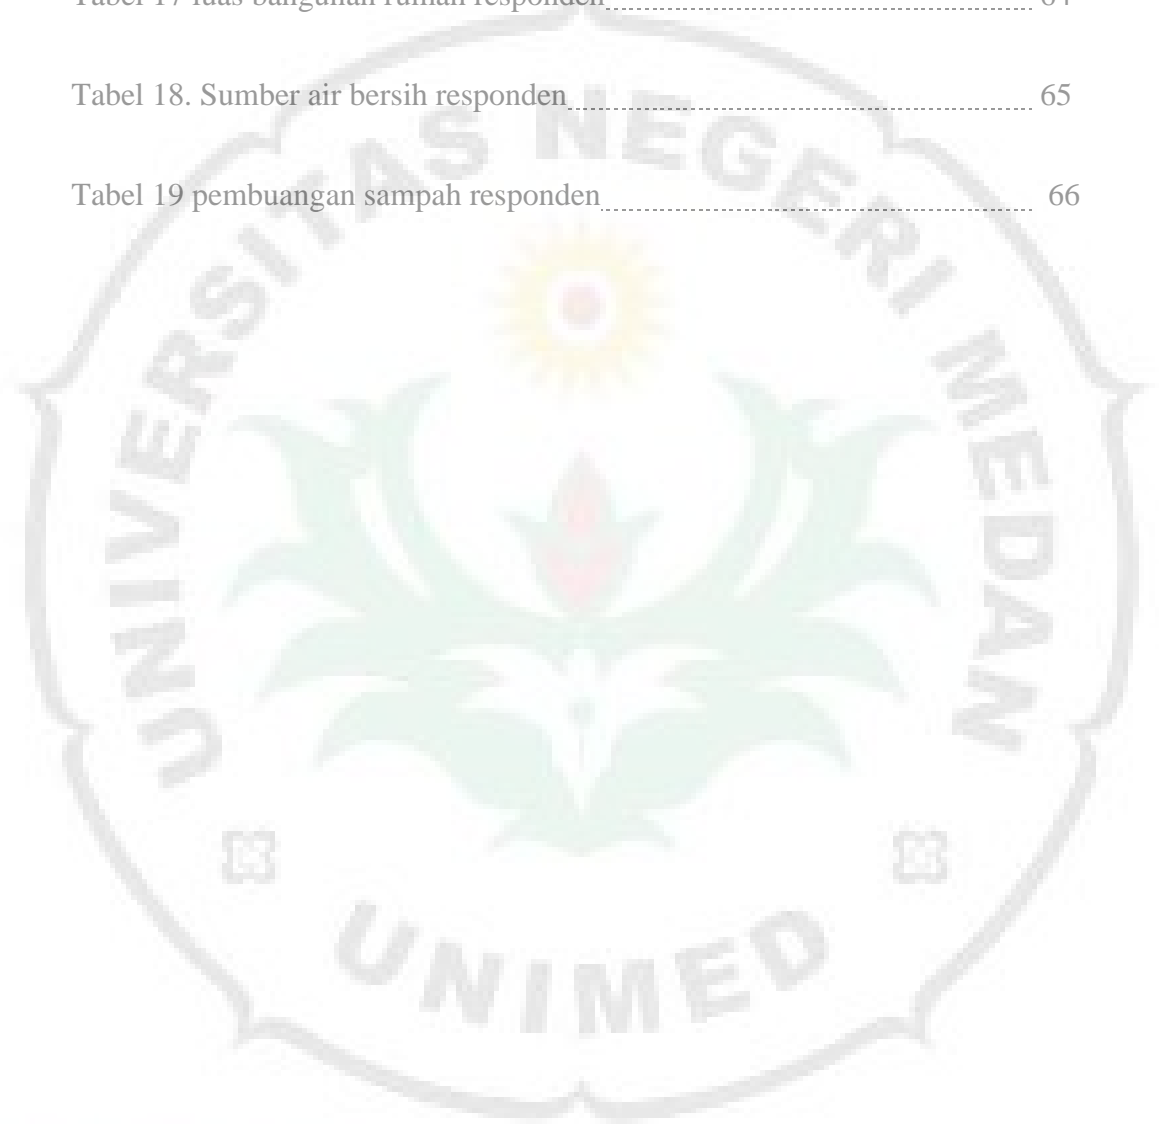 Tabel 17 luas bangunan rumah responden 64
Tabel 18. Sumber air bersih responden 65
Tabel 19 pembuangan sampah responden 66
UNIVERSITAS NEGERI MEDAN
UNIMED